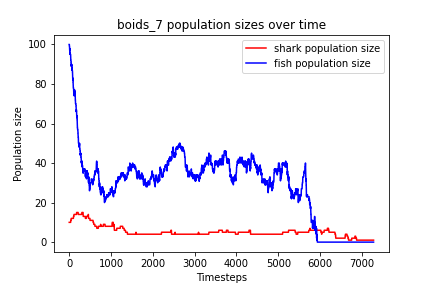 boids_7 population sizes over time
shark population size
fish population size
Population size
100
80
60
40
20
0
0 1000 2000 3000 4000 5000 6000 7000
Timesteps